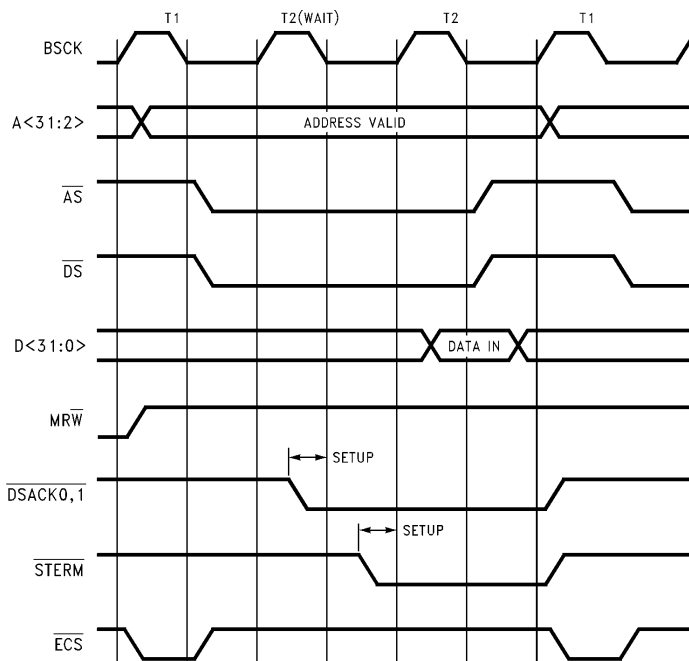 T1 T2(WAIT) T2 T1
BSCK
A<31:2> ADDRESS VALID
AS
DS
D<31:0> DATA IN
MRW
SETUP
DSACK0,1
SETUP
STERM
ECS